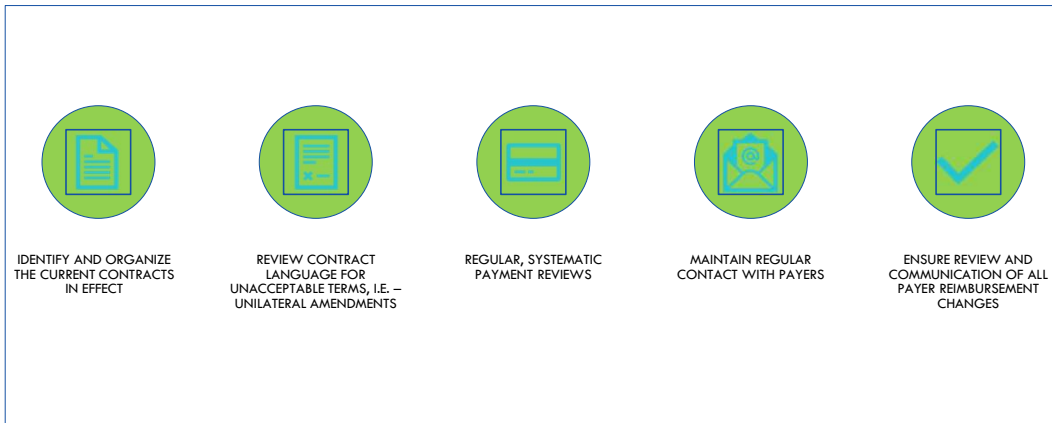 IDENTIFY AND ORGANIZE
THE CURRENT CONTRACTS
IN EFFECT
REVIEW CONTRACT
LANGUAGE FOR
UNACCEPTABLE TERMS, I.E. –
UNILATERAL AMENDMENTS
REGULAR, SYSTEMATIC
PAYMENT REVIEWS
MAINTAIN REGULAR
CONTACT WITH PAYERS
ENSURE REVIEW AND
COMMUNICATION OF ALL
PAYER REIMBURSEMENT
CHANGES